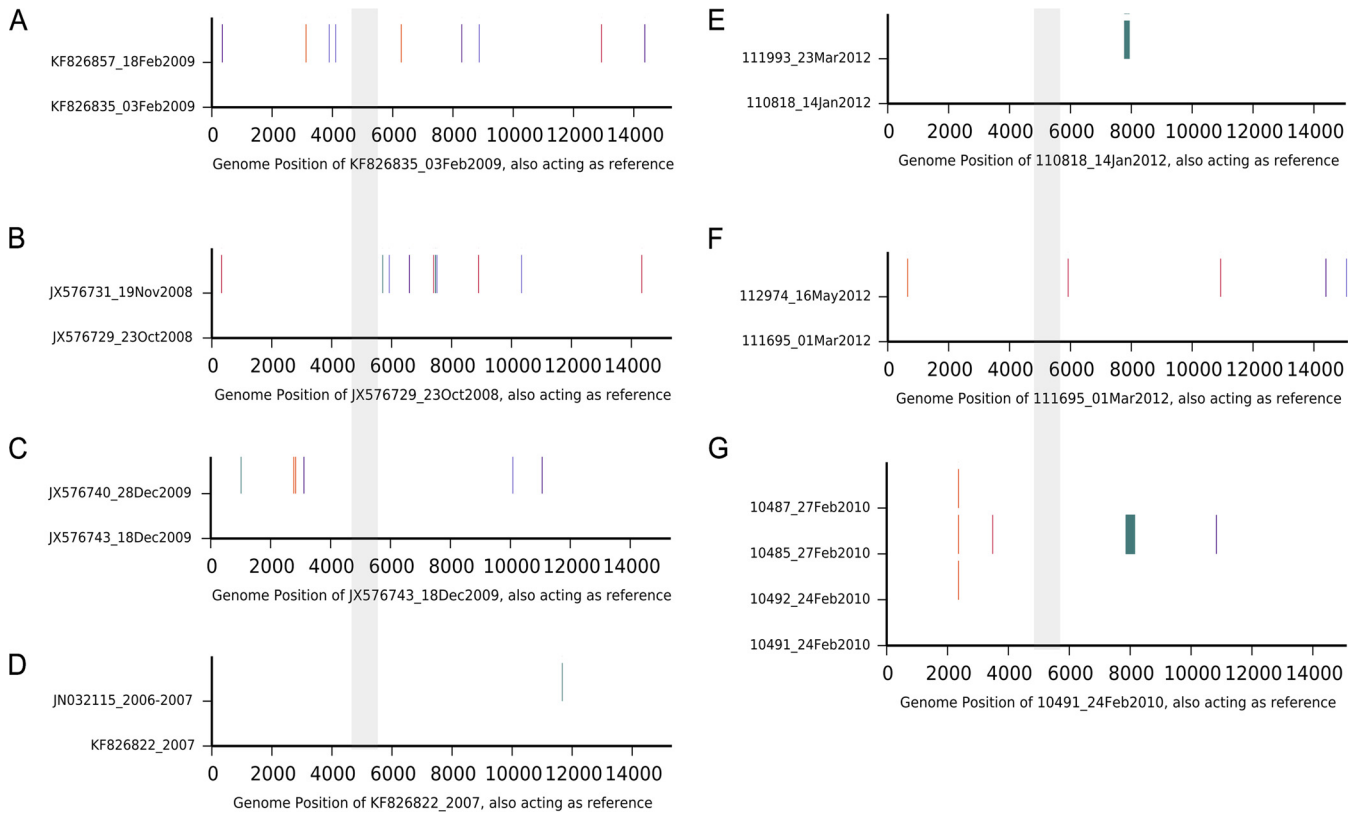 A
KF826857_18Feb2009
KF826835_03Feb2009
0 2000 4000 6000 8000 10000 12000 14000
Genome Position of KF826835_03Feb2009, also acting as reference
B
JX576731_19Nov2008
JX576729_23Oct2008
0 2000 4000 6000 8000 10000 12000 14000
Genome Position of JX576729_23Oct2008, also acting as reference
C
JX576740_28Dec2009
JX576743_18Dec2009
0 2000 4000 6000 8000 10000 12000 14000
Genome Position of JX576743_18Dec2009, also acting as reference
D
JN032115_2006-2007
KF826822_2007
0 2000 4000 6000 8000 10000 12000 14000
Genome Position of KF826822_2007, also acting as reference
E
111993_23Mar2012
110818_14Jan2012
0 2000 4000 6000 8000 10000 12000 14000
Genome Position of 110818_14Jan2012, also acting as reference
F
112974_16May2012
111695_01Mar2012
0 2000 4000 6000 8000 10000 12000 14000
Genome Position of 111695_01Mar2012, also acting as reference
G
10487_27Feb2010
10485_27Feb2010
10492_24Feb2010
10491_24Feb2010
0 2000 4000 6000 8000 10000 12000 14000
Genome Position of 10491_24Feb2010, also acting as reference